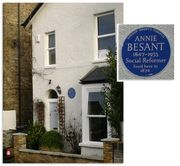 ANNIE
BESANT
1847-1933
Social Reformer
lived here in
1874